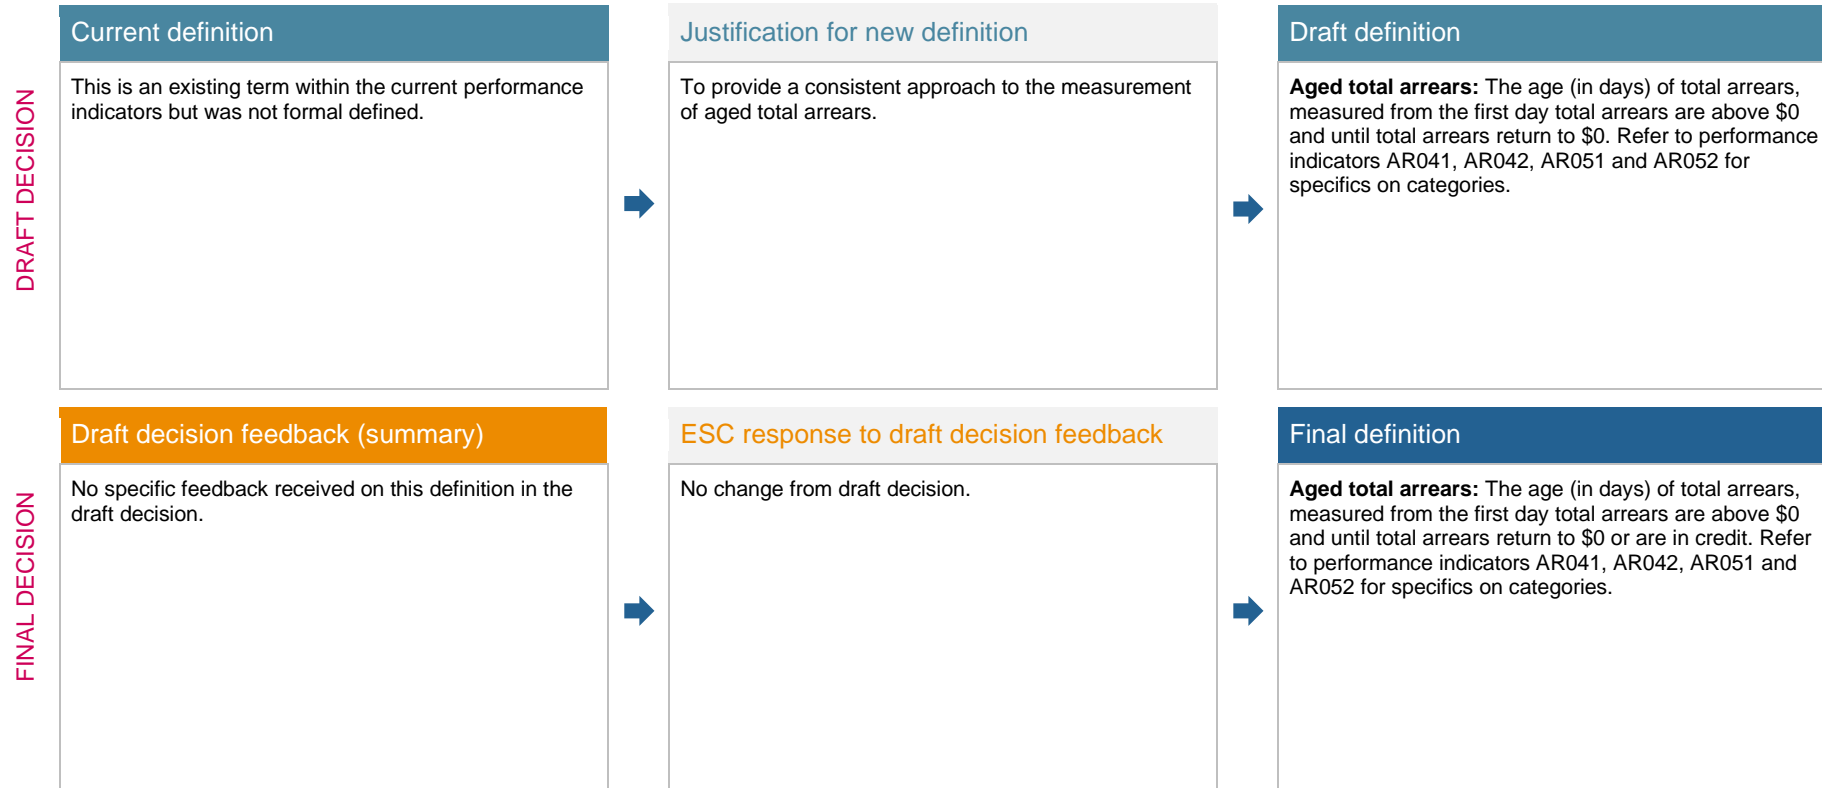 DRAFT DECISION
Current definition
This is an existing term within the current performance
indicators but was not formal defined.
Justification for new definition
To provide a consistent approach to the measurement
of aged total arrears.
Draft definition
Aged total arrears: The age (in days) of total arrears,
measured from the first day total arrears are above $0
and until total arrears return to $0. Refer to performance
indicators AR041, AR042, AR051 and AR052 for
specifics on categories.
FINAL DECISION
Draft decision feedback (summary)
No specific feedback received on this definition in the
draft decision.
ESC response to draft decision feedback
No change from draft decision.
Final definition
Aged total arrears: The age (in days) of total arrears,
measured from the first day total arrears are above $0
and until total arrears return to $0 or are in credit. Refer
to performance indicators AR041, AR042, AR051 and
AR052 for specifics on categories.